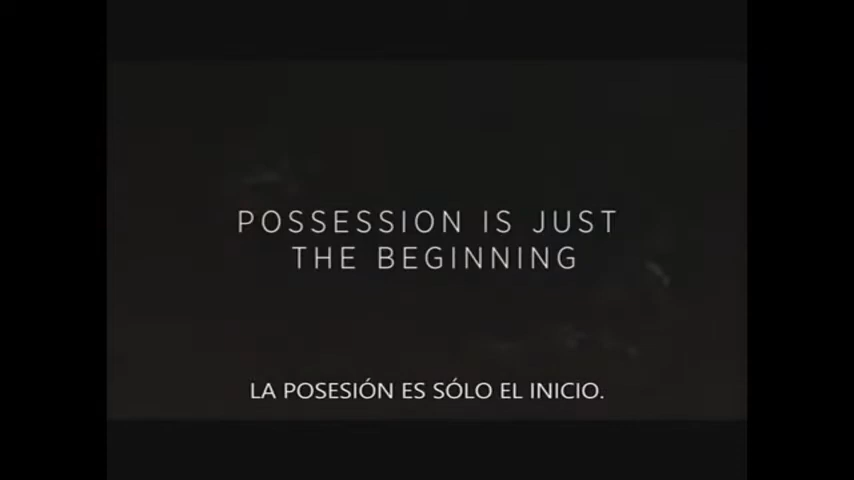 POSSESSION IS JUST
THE BEGINNING
LA POSESIÓN ES SÓLO EL INICIO.